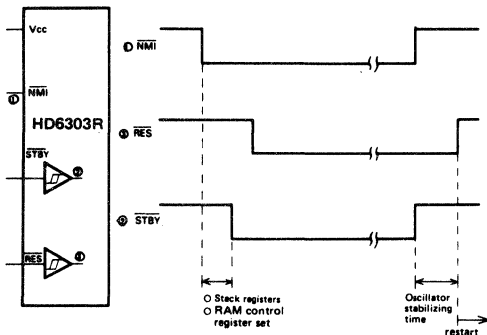 Vcc
① NMI
HD6303R
STBY
②
RES
③
① NMI
③ RES
② STBY
○ Stack registers
○ RAM control
register set
Oscillator
stabilizing
time
restart